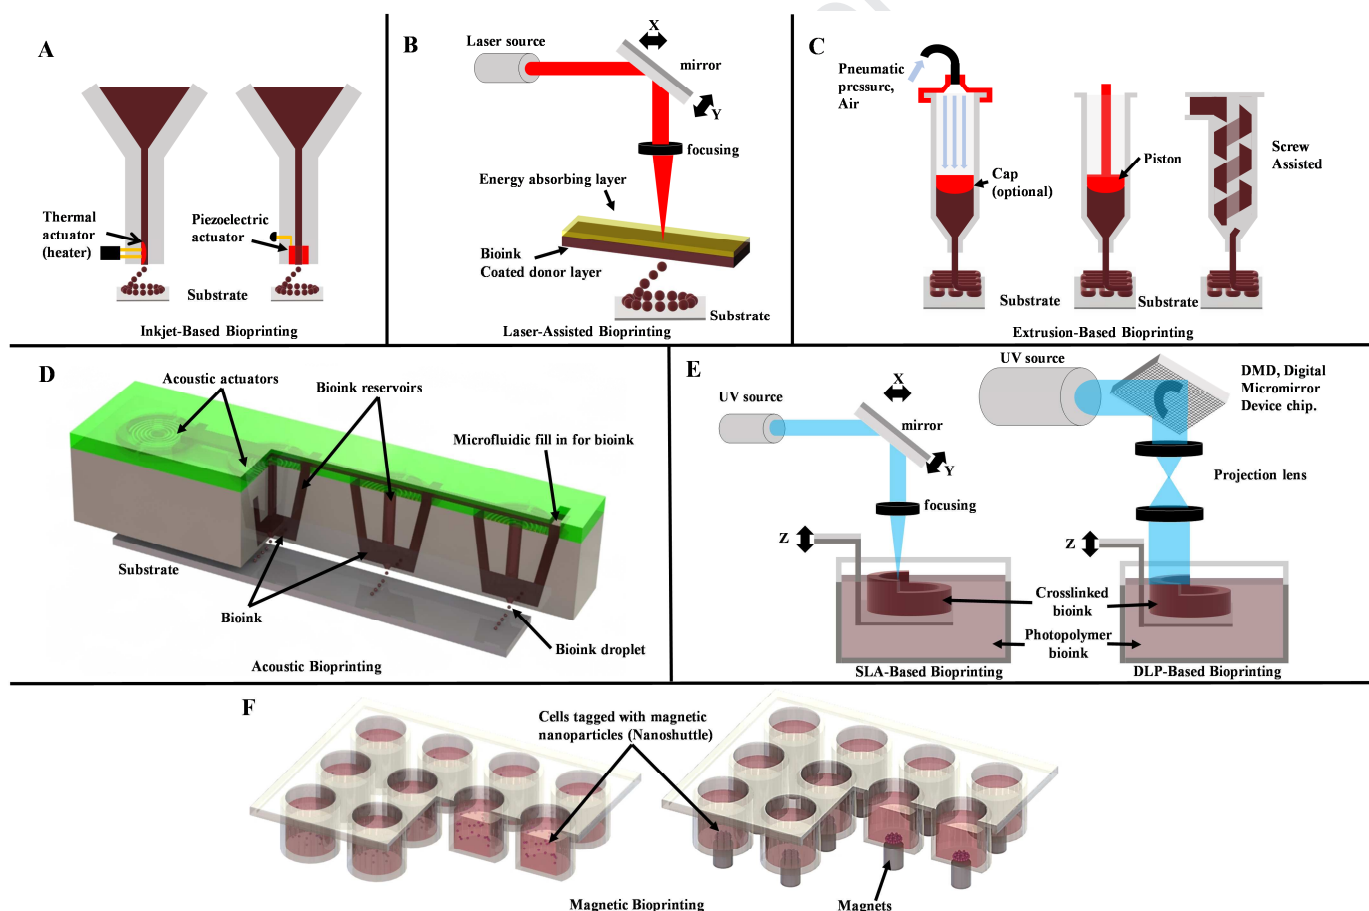 A
Thermal
actuator
(heater)
Piezoelectric
actuator
Substrate
Inkjet-Based Bioprinting
B
Laser source
X
mirror
Y
focusing
Energy absorbing layer
Bioink
Coated donor layer
Substrate
Laser-Assisted Bioprinting
C
Pneumatic
pressure,
Air
Cap
(optional)
Piston
Screw
Assisted
Substrate
Substrate
Extrusion-Based Bioprinting
D
Acoustic actuators
Bioink reservoirs
Microfluidic fill in for bioink
Substrate
Bioink
Bioink droplet
Acoustic Bioprinting
E
UV source
X
mirror
Y
focusing
Z
UV source
DMD, Digital
Micromirror
Device chip.
Projection lens
Z
Crosslinked
bioink
Photopolymer
bioink
SLA-Based Bioprinting
DLP-Based Bioprinting
F
Cells tagged with magnetic
nanoparticles (Nanoshuttle)
Magnets
Magnetic Bioprinting